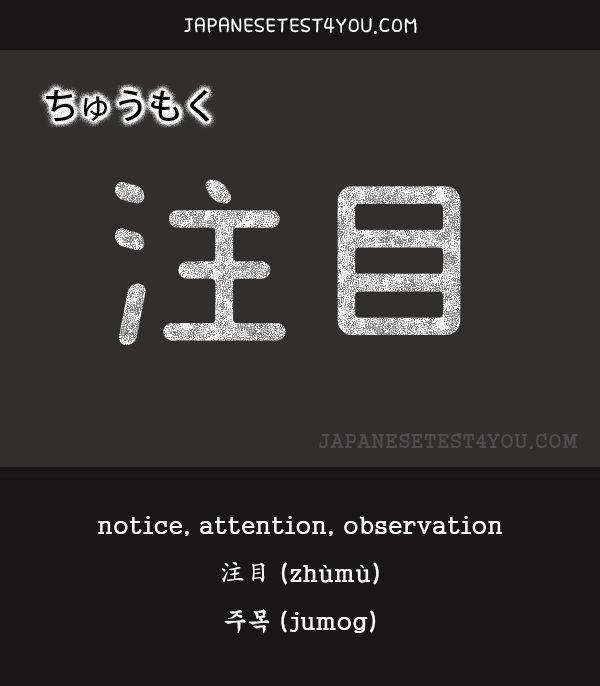 JAPANESETEST4YOU.COM
ちゅうもく
注目
JAPANESETEST4YOU.COM
notice, attention, observation
注目 (zhùmù)
주목 (jumog)